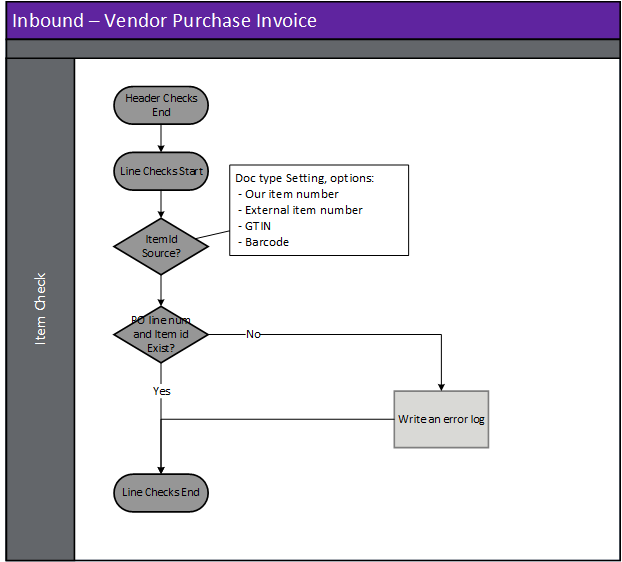 Inbound – Vendor Purchase Invoice
Item Check
Header Checks
End
Line Checks Start
Doc type Setting, options:
- Our item number
- External item number
- GTIN
- Barcode
Item Id
Source?
PO line num
and Item id
Exist?
No
Yes
Write an error log
Line Checks End